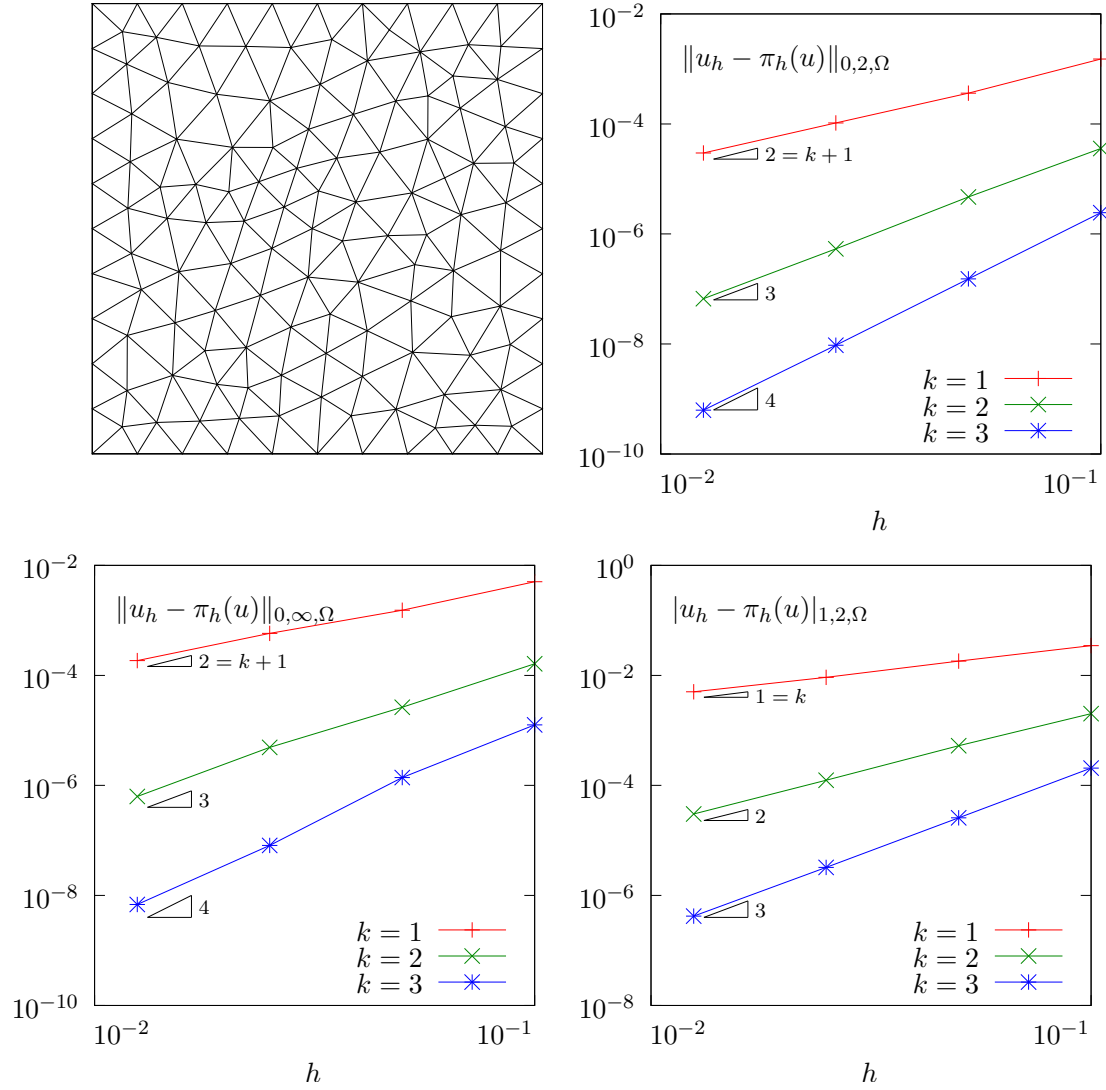 10^{-2}
‖u_h − π_h(u)‖_{0,2,Ω}
10^{-4}
2 = k + 1
10^{-6}
3
10^{-8}
k = 1
4
k = 2
k = 3
10^{-10}
10^{-2}
10^{-1}
h
10^{-2}
‖u_h − π_h(u)‖_{0,∞,Ω}
2 = k + 1
10^{-4}
10^{-6}
3
10^{-8}
4
k = 1
k = 2
k = 3
10^{-10}
10^{-2}
10^{-1}
h
10^{0}
|u_h − π_h(u)|_{1,2,Ω}
10^{-2}
1 = k
10^{-4}
2
10^{-6}
3
k = 1
k = 2
k = 3
10^{-8}
10^{-2}
10^{-1}
h